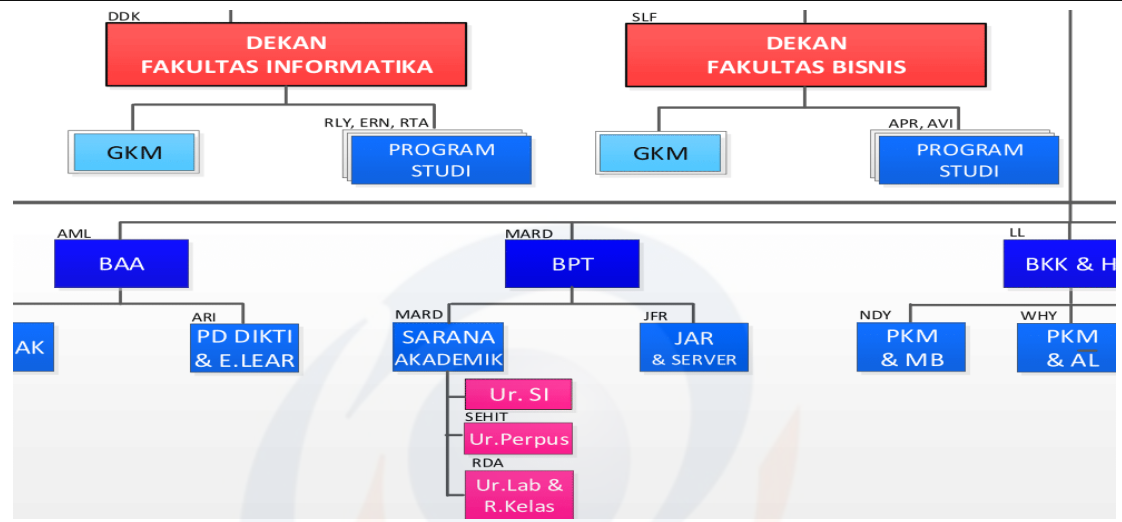 DDK
DEKAN
FAKULTAS INFORMATIKA
SLF
DEKAN
FAKULTAS BISNIS
GKM
RLY, ERN, RTA
PROGRAM
STUDI
GKM
APR, AVI
PROGRAM
STUDI
AML
BAA
MARD
BPT
LL
BKK & H
AK
ARI
PD DIKTI
& E.LEAR
MARD
SARANA
AKADEMIK
JFR
JAR
& SERVER
NDY
PKM
& MB
WHY
PKM
& AL
Ur. SI
SEHIT
Ur.Perpus
RDA
Ur.Lab &
R.Kelas